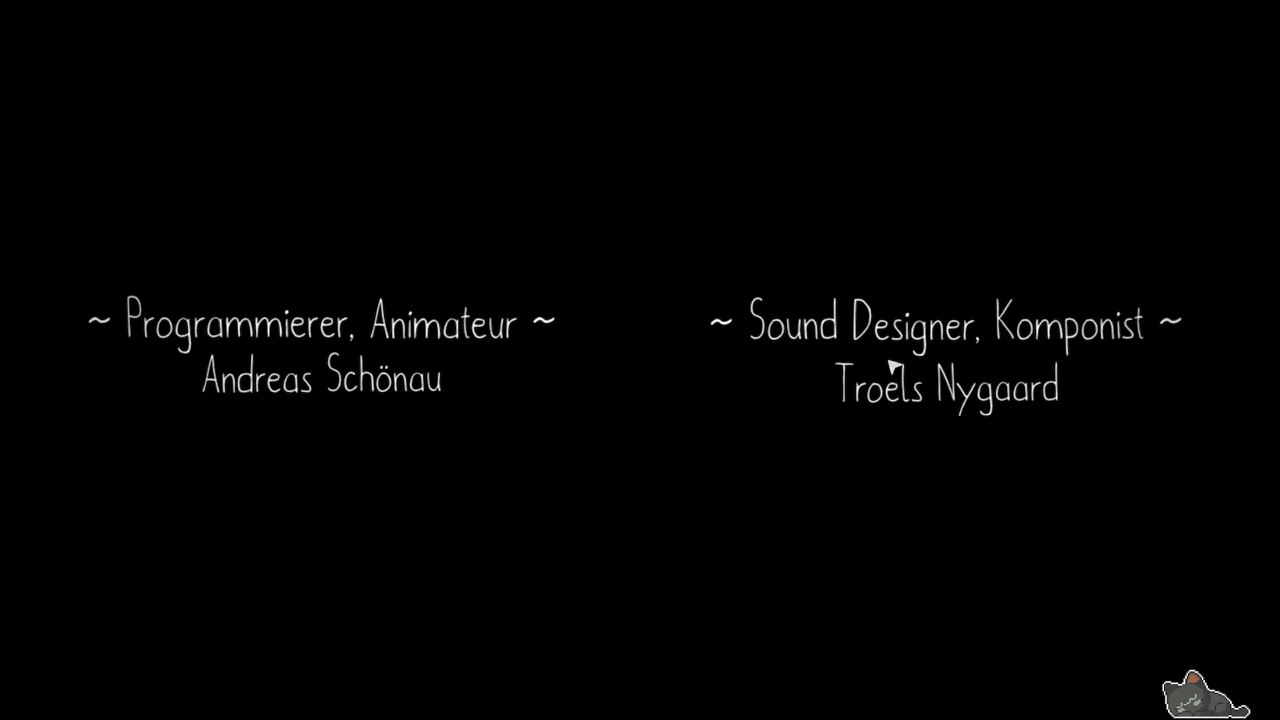 ~ Programmierer, Animateur ~
Andreas Schönau
~ Sound Designer, Komponist ~
Troels Nygaard